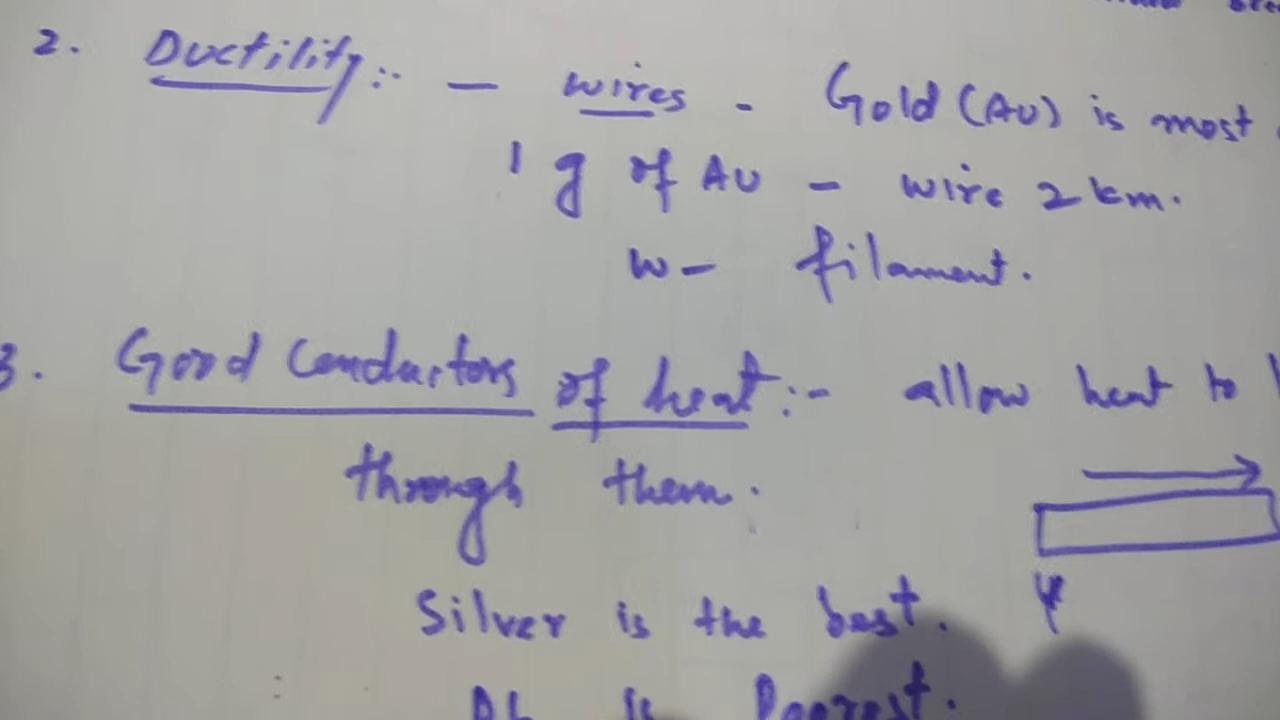 2. Ductility:- — wires - Gold (Au) is most
1 g of Au - wire 2 km.
W - filament.
3. Good Conductors of heat:- allow heat to
through them.
Silver is the best.
Pb is Poorest.